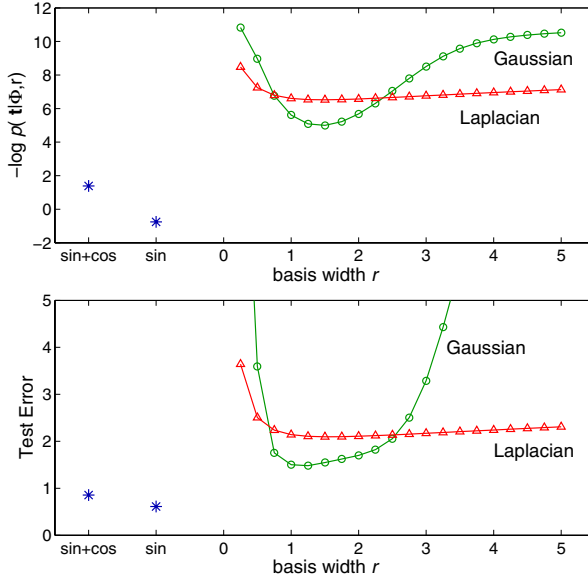 12
10
8
6
4
2
0
−2
−log p( t|Φ,r)
Gaussian
Laplacian
sin+cos sin 0 1 2 3 4 5
basis width r
5
4
3
2
1
0
Test Error
Gaussian
Laplacian
sin+cos sin 0 1 2 3 4 5
basis width r